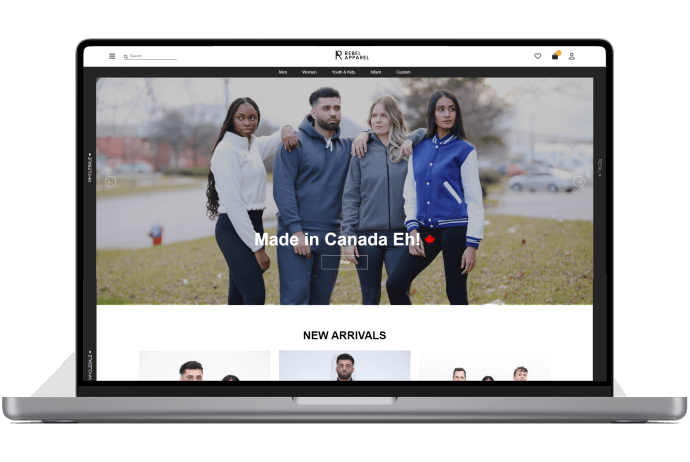 Search
REBEL
APPAREL
Men Women Youth & Kids Infant Custom
WHOLESALE
Made in Canada Eh!
Shop
NEW ARRIVALS
WHOLESALE